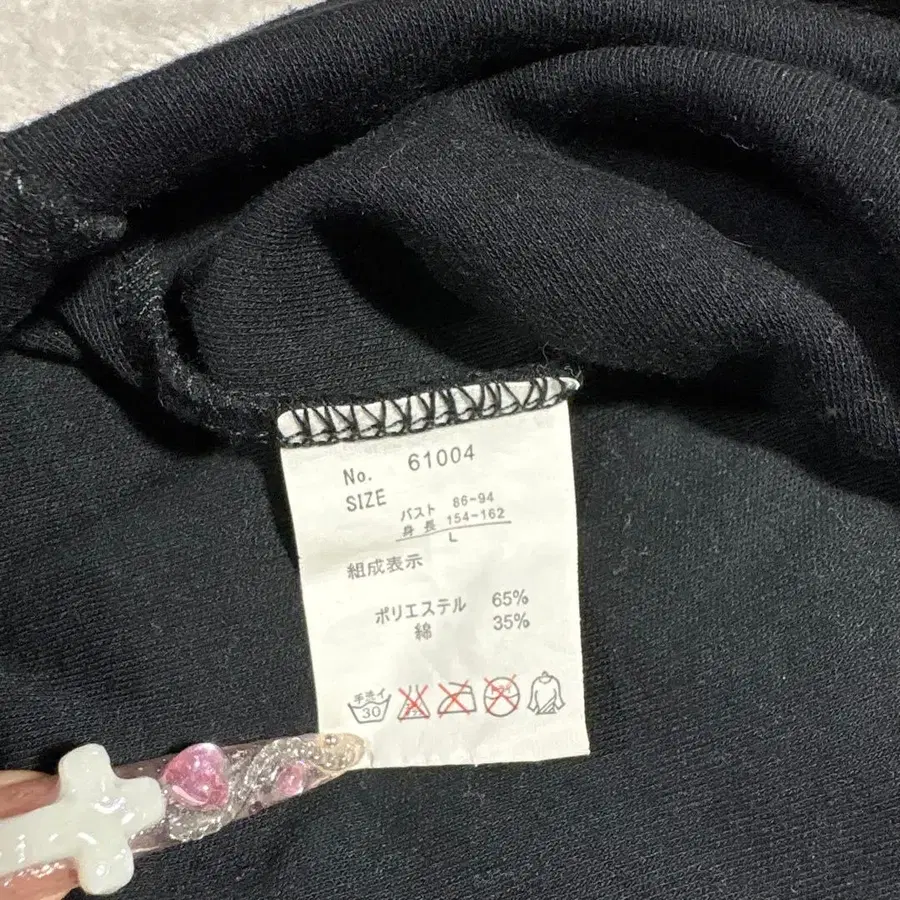 No. 61004
SIZE
バスト 86-94
身長 154-162
L
組成表示
ポリエステル 65%
綿 35%
手洗イ
30